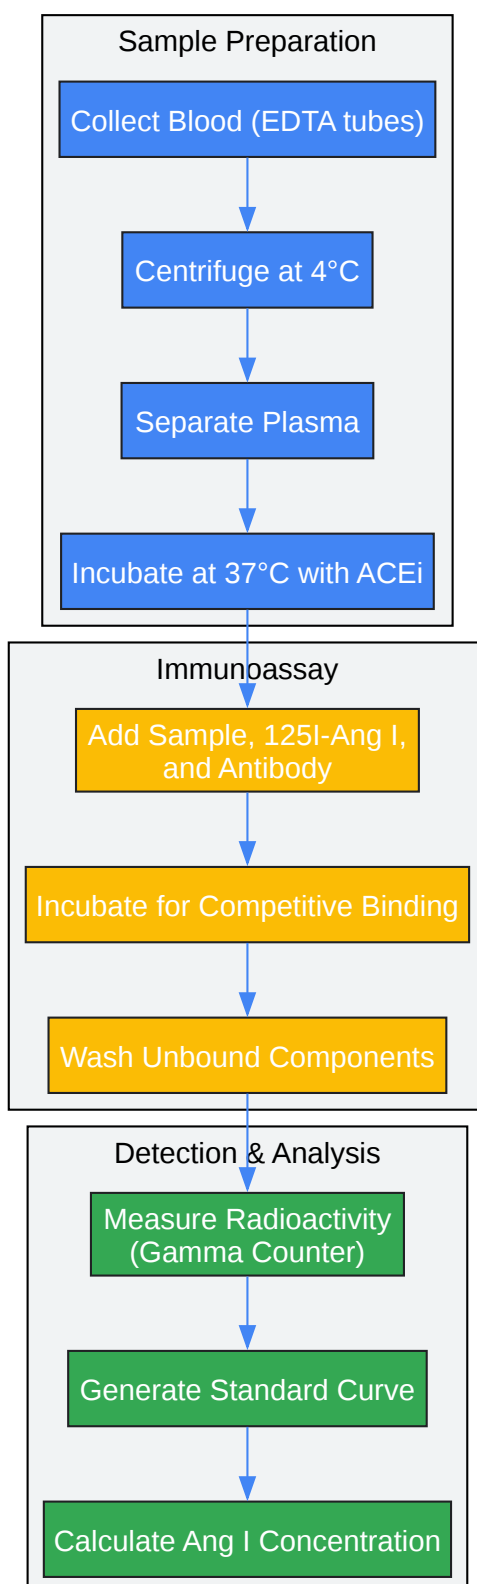 Sample Preparation
Collect Blood (EDTA tubes)
Centrifuge at 4°C
Separate Plasma
Incubate at 37°C with ACEi
Immunoassay
Add Sample, 125I-Ang I,
and Antibody
Incubate for Competitive Binding
Wash Unbound Components
Detection & Analysis
Measure Radioactivity
(Gamma Counter)
Generate Standard Curve
Calculate Ang I Concentration